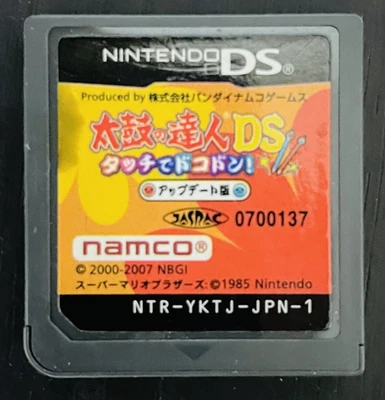 NINTENDO DS®
Produced by 株式会社バンダイナムコゲームス
太鼓の達人®DS
タッチでドコドン!
アップデート版
JASRAC 0700137
namco®
© 2000-2007 NBGI
スーパーマリオブラザーズ:©1985 Nintendo
NTR-YKTJ-JPN-1